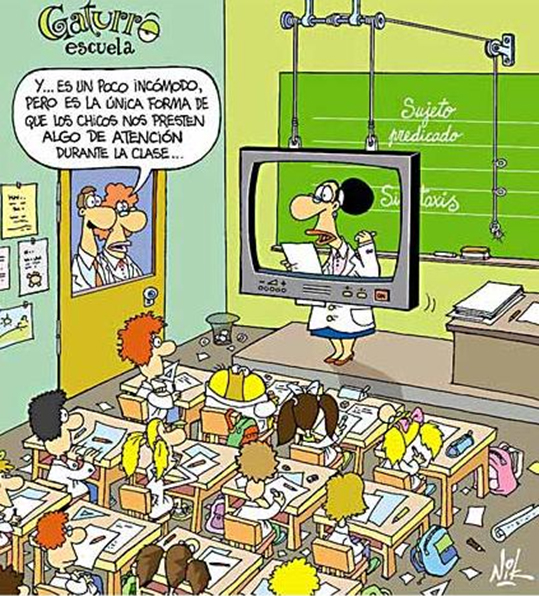 Gaturro
escuela
Y... ES UN POCO INCÓMODO,
PERO ES LA ÚNICA FORMA DE
QUE LOS CHICOS NOS PRESTEN
ALGO DE ATENCIÓN
DURANTE LA CLASE...
Sujeto
predicado
Sintaxis
Nik